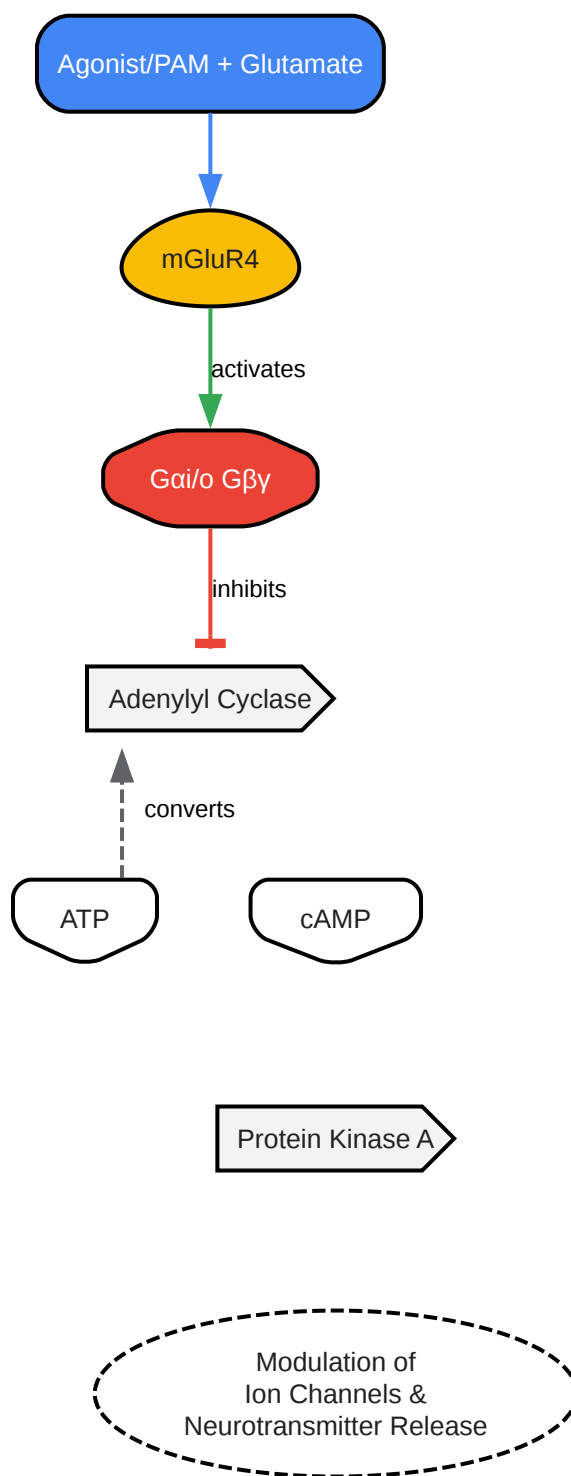 Agonist/PAM + Glutamate
mGluR4
activates
Gαi/o Gβγ
inhibits
Adenylyl Cyclase
converts
ATP
cAMP
Protein Kinase A
Modulation of
Ion Channels &
Neurotransmitter Release